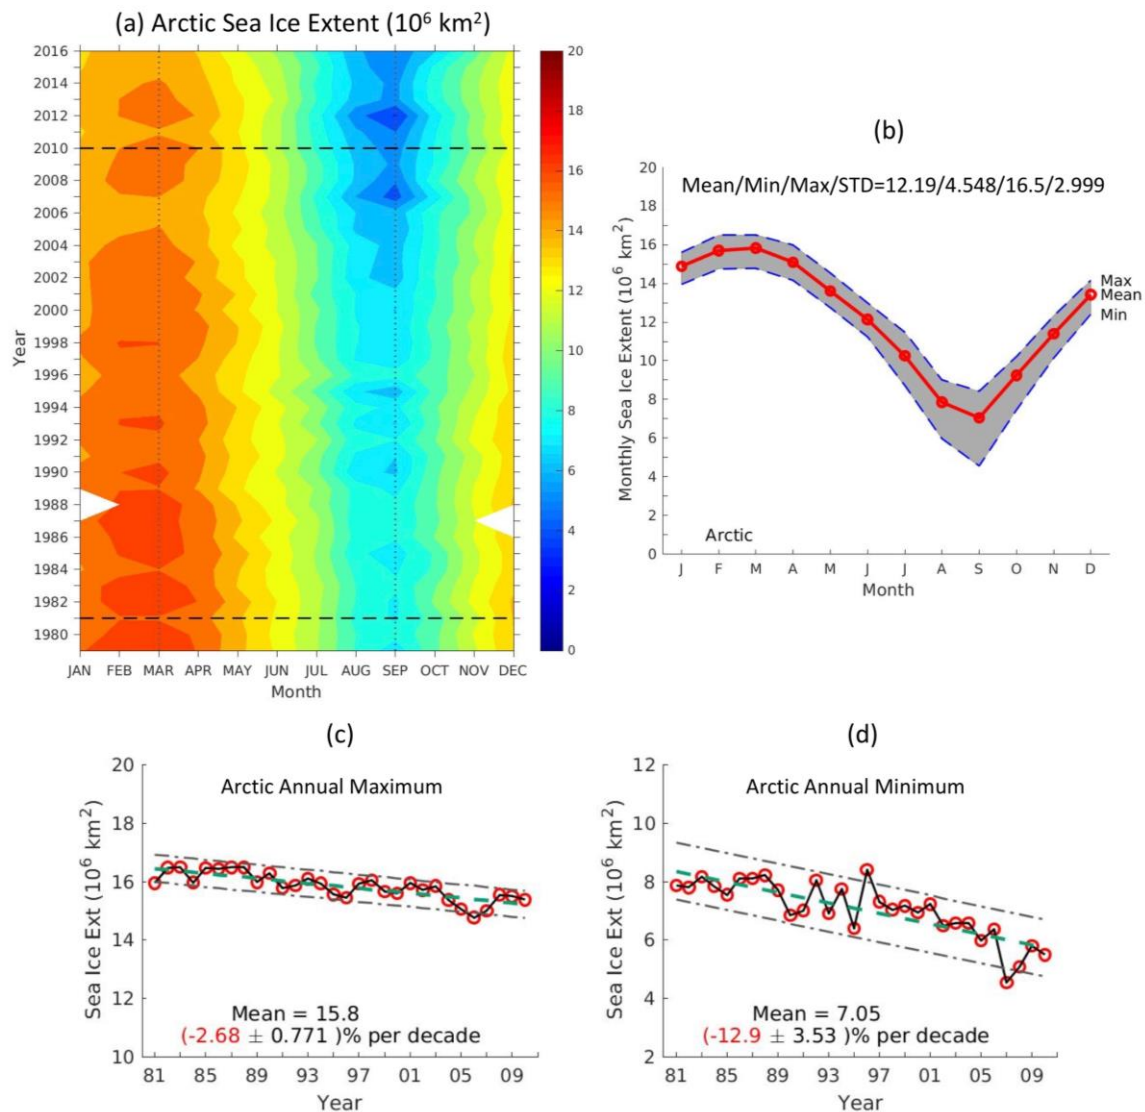 (a) Arctic Sea Ice Extent (10⁶ km²)
2016
2014
2012
2010
2008
2006
2004
2002
2000
1998
1996
1994
1992
1990
1988
1986
1984
1982
1980
Year
JAN FEB MAR APR MAY JUN JUL AUG SEP OCT NOV DEC
Month
20
18
16
14
12
10
8
6
4
2
0
(b)
Mean/Min/Max/STD=12.19/4.548/16.5/2.999
Monthly Sea Ice Extent (10⁶ km²)
20
18
16
14
12
10
8
6
4
2
0
Max
Mean
Min
Arctic
J F M A M J J A S O N D
Month
(c)
Arctic Annual Maximum
Sea Ice Ext (10⁶ km²)
20
18
16
14
12
10
Mean = 15.8
(-2.68 ± 0.771 )% per decade
81 85 89 93 97 01 05 09
Year
(d)
Arctic Annual Minimum
Sea Ice Ext (10⁶ km²)
12
10
8
6
4
2
Mean = 7.05
(-12.9 ± 3.53 )% per decade
81 85 89 93 97 01 05 09
Year